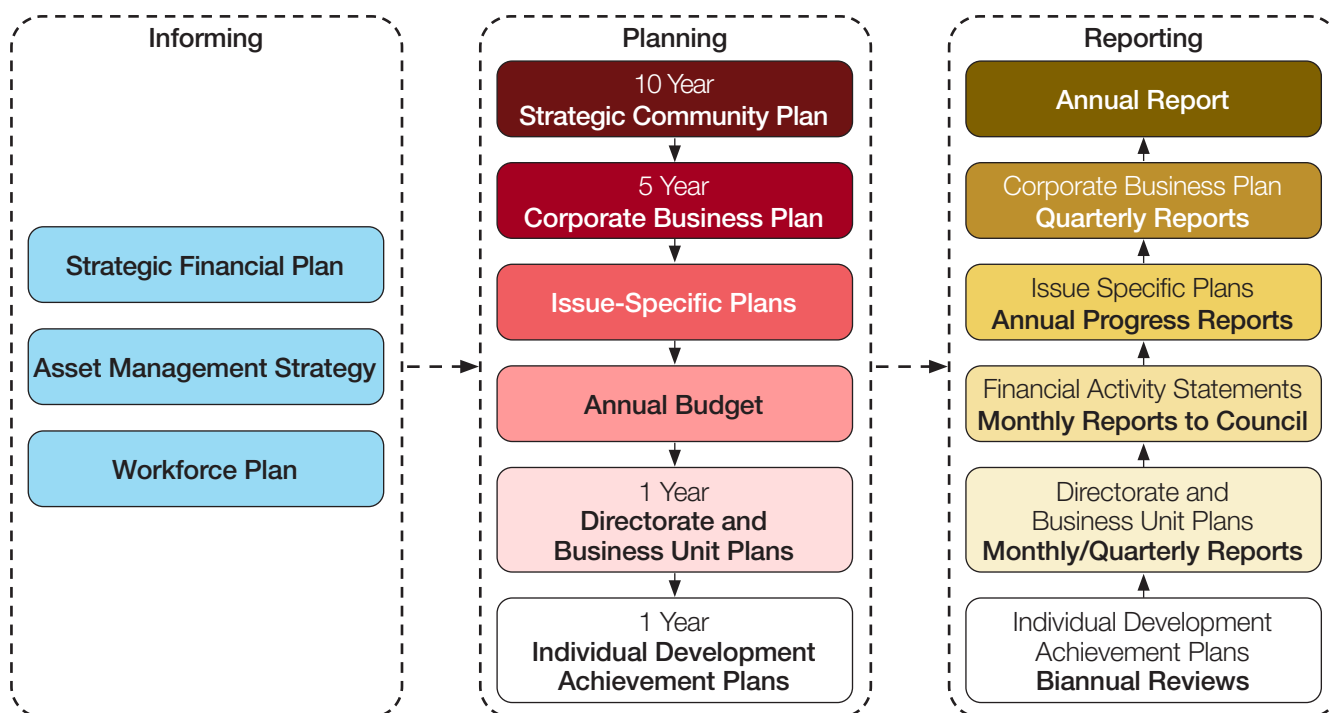 Informing
Strategic Financial Plan
Asset Management Strategy
Workforce Plan
Planning
10 Year
Strategic Community Plan
5 Year
Corporate Business Plan
Issue-Specific Plans
Annual Budget
1 Year
Directorate and
Business Unit Plans
1 Year
Individual Development
Achievement Plans
Reporting
Annual Report
Corporate Business Plan
Quarterly Reports
Issue Specific Plans
Annual Progress Reports
Financial Activity Statements
Monthly Reports to Council
Directorate and
Business Unit Plans
Monthly/Quarterly Reports
Individual Development
Achievement Plans
Biannual Reviews